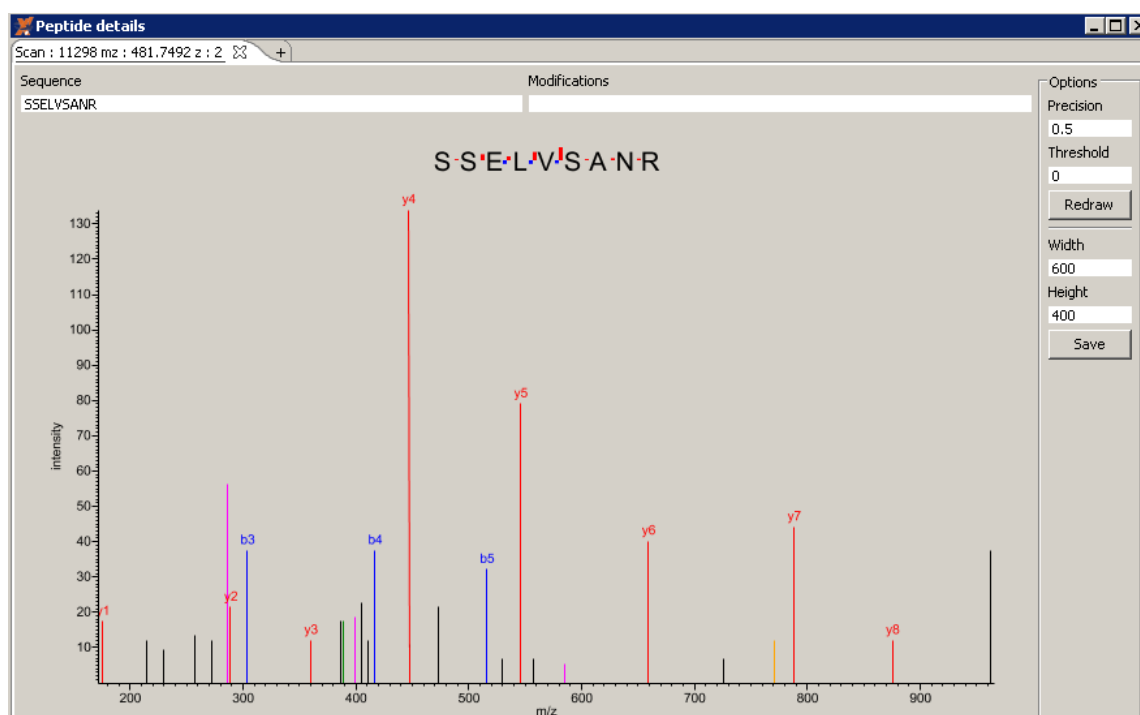 Peptide details
Scan : 11298 mz : 481.7492 z : 2
+
Sequence
Modifications
SSELVSANR
S-S-E-L-V-S-A-N-R
Options
Precision
0.5
Threshold
0
Redraw
Width
600
Height
400
Save
intensity
130
120
110
100
90
80
70
60
50
40
30
20
10
y1
y2
b3
y3
b4
y4
b5
y5
y6
y7
y8
200 300 400 500 600 700 800 900
m/z